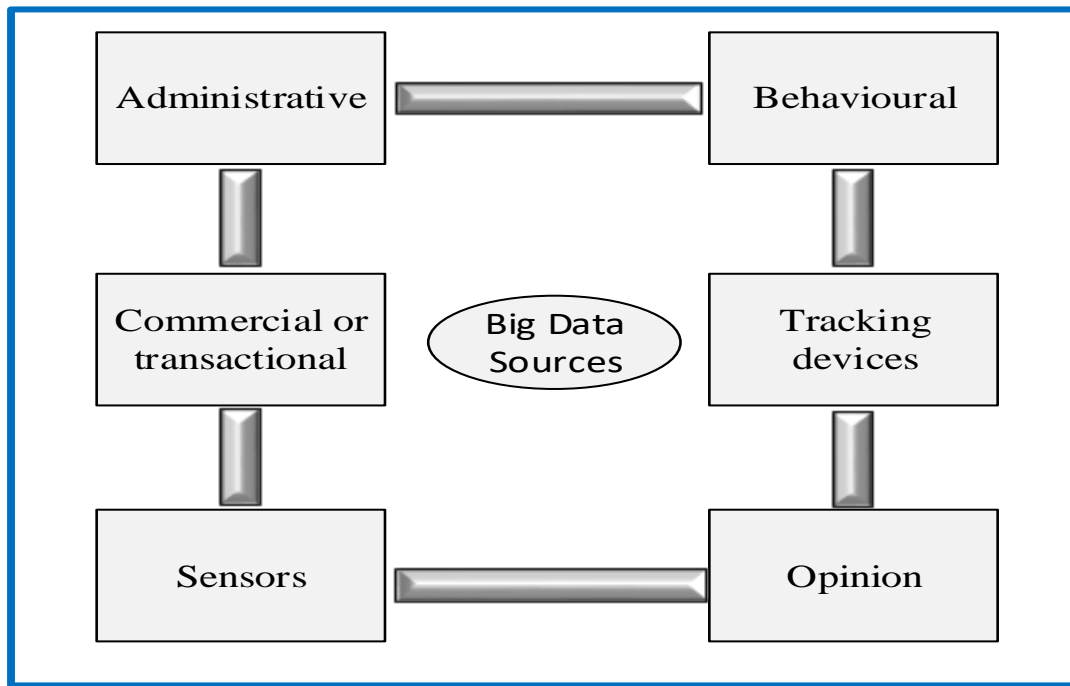 Administrative
Behavioural
Commercial or
transactional
Big Data
Sources
Tracking
devices
Sensors
Opinion